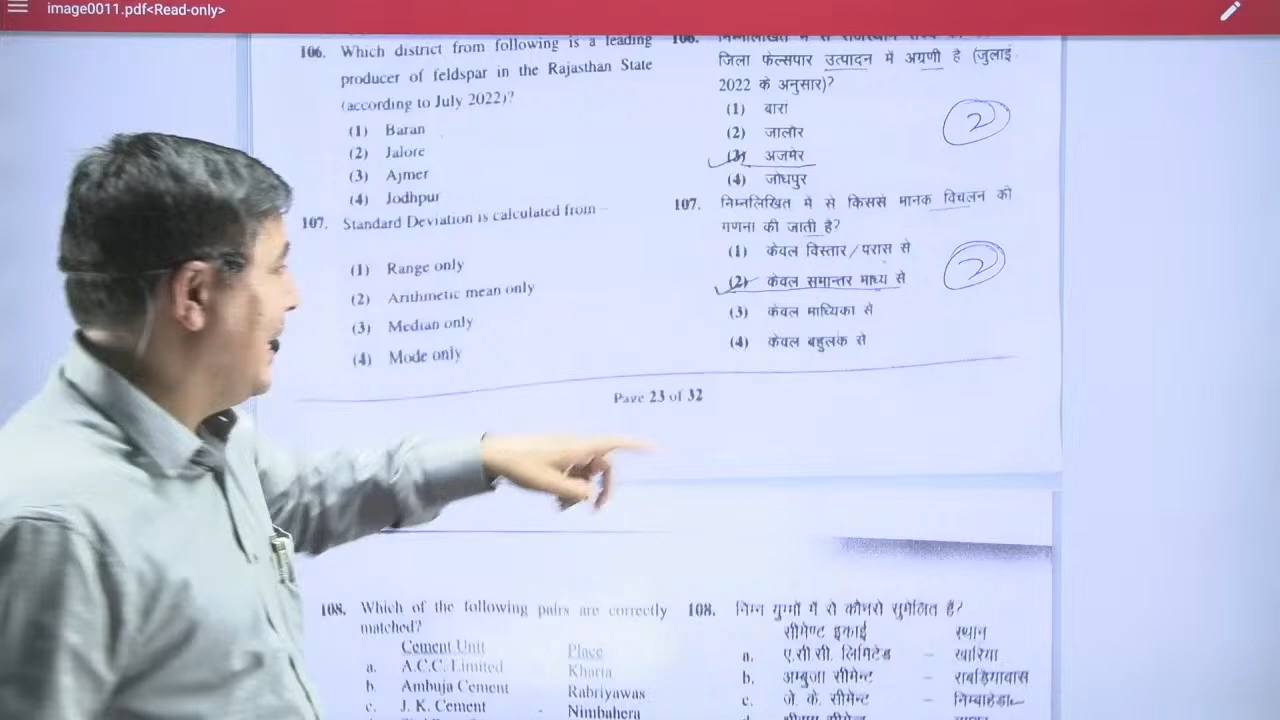 image0011.pdf<Read-only>
106. Which district from following is a leading
producer of feldspar in the Rajasthan State
(according to July 2022)?
(1) Baran
(2) Jalore
(3) Ajmer
(4) Jodhpur
107. Standard Deviation is calculated from –
(1) Range only
(2) Arithmetic mean only
(3) Median only
(4) Mode only
जिला फेल्सपार उत्पादन में अग्रणी है (जुलाई
2022 के अनुसार)?
(1) बारां
(2) जालौर
(3) अजमेर
(4) जोधपुर
2
107. निम्नलिखित में से किससे मानक विचलन की
गणना की जाती है?
(1) केवल विस्तार / परास से
(2) केवल समान्तर माध्य से
(3) केवल माध्यिका से
(4) केवल बहुलक से
2
Page 23 of 32
108. Which of the following pairs are correctly
matched?
Cement Unit Place
a. A.C.C. Limited Kharia
b. Ambuja Cement Rabriyawas
c. J. K. Cement - Nimbahera
108. निम्न युग्मों में से कौनसे सुमेलित हैं?
सीमेण्ट इकाई स्थान
a. ए.सी.सी. लिमिटेड – खारिया
b. अम्बुजा सीमेन्ट – राबड़ियावास
c. जे. के. सीमेन्ट – निम्बाहेडा